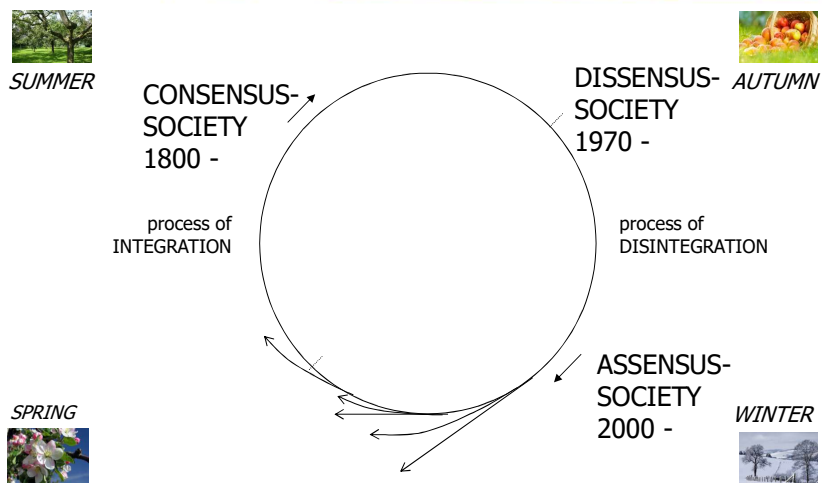 SUMMER
CONSENSUS-
SOCIETY
1800 -
DISSENSUS-
SOCIETY
1970 -
AUTUMN
process of
INTEGRATION
process of
DISINTEGRATION
SPRING
ASSENSUS-
SOCIETY
2000 -
WINTER